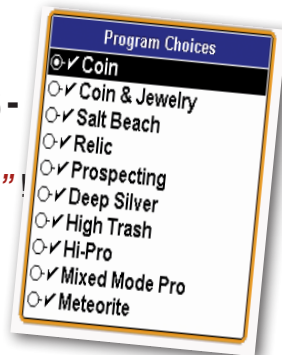 Program Choices
Coin
Coin & Jewelry
Salt Beach
Relic
Prospecting
Deep Silver
High Trash
Hi-Pro
Mixed Mode Pro
Meteorite
-
"!